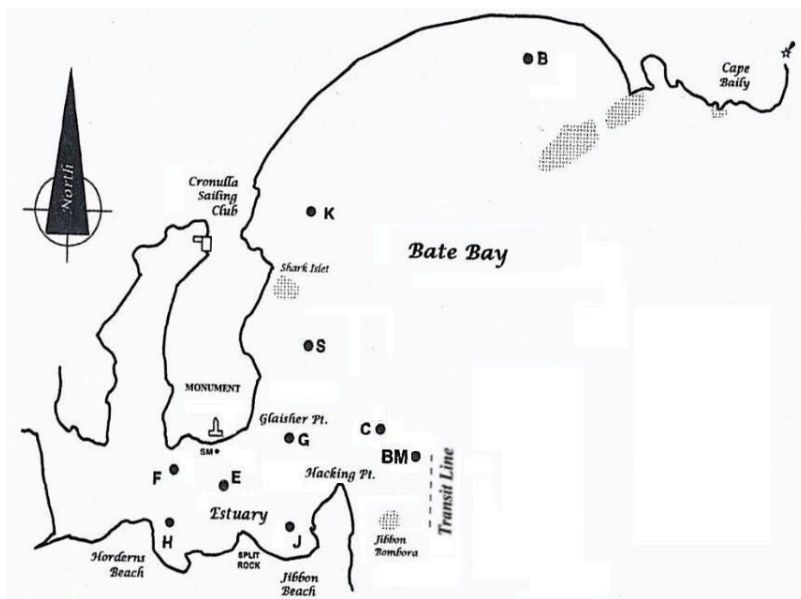 B
Cape
Baily
North
Cronulla
Sailing
Club
K
Bate Bay
Shark Islet
S
MONUMENT
Glaisher Pt.
C
G
SM
BM
F
E
Hacking Pt.
Transit Line
Estuary
H
J
Jibbon
Bombora
Horderns
Beach
SPLIT
ROCK
Jibbon
Beach